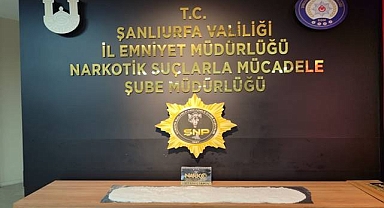 T.C.
ŞANLIURFA VALİLİĞİ
İL EMNİYET MÜDÜRLÜĞÜ
NARKOTİK SUÇLARLA MÜCADELE
ŞUBE MÜDÜRLÜĞÜ
SNP